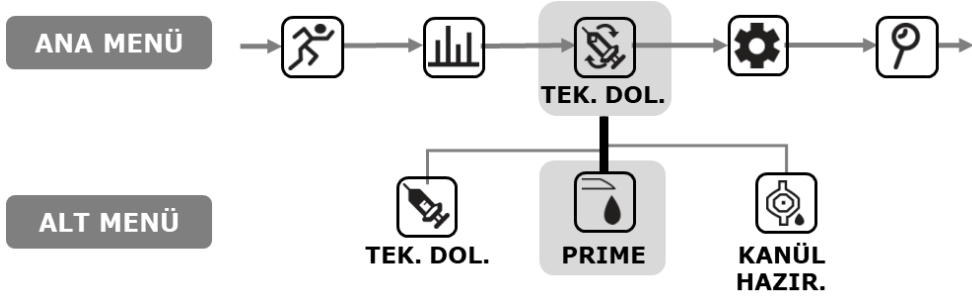 ANA MENÜ
TEK. DOL.
ALT MENÜ
TEK. DOL.
PRIME
KANÜL
HAZIR.